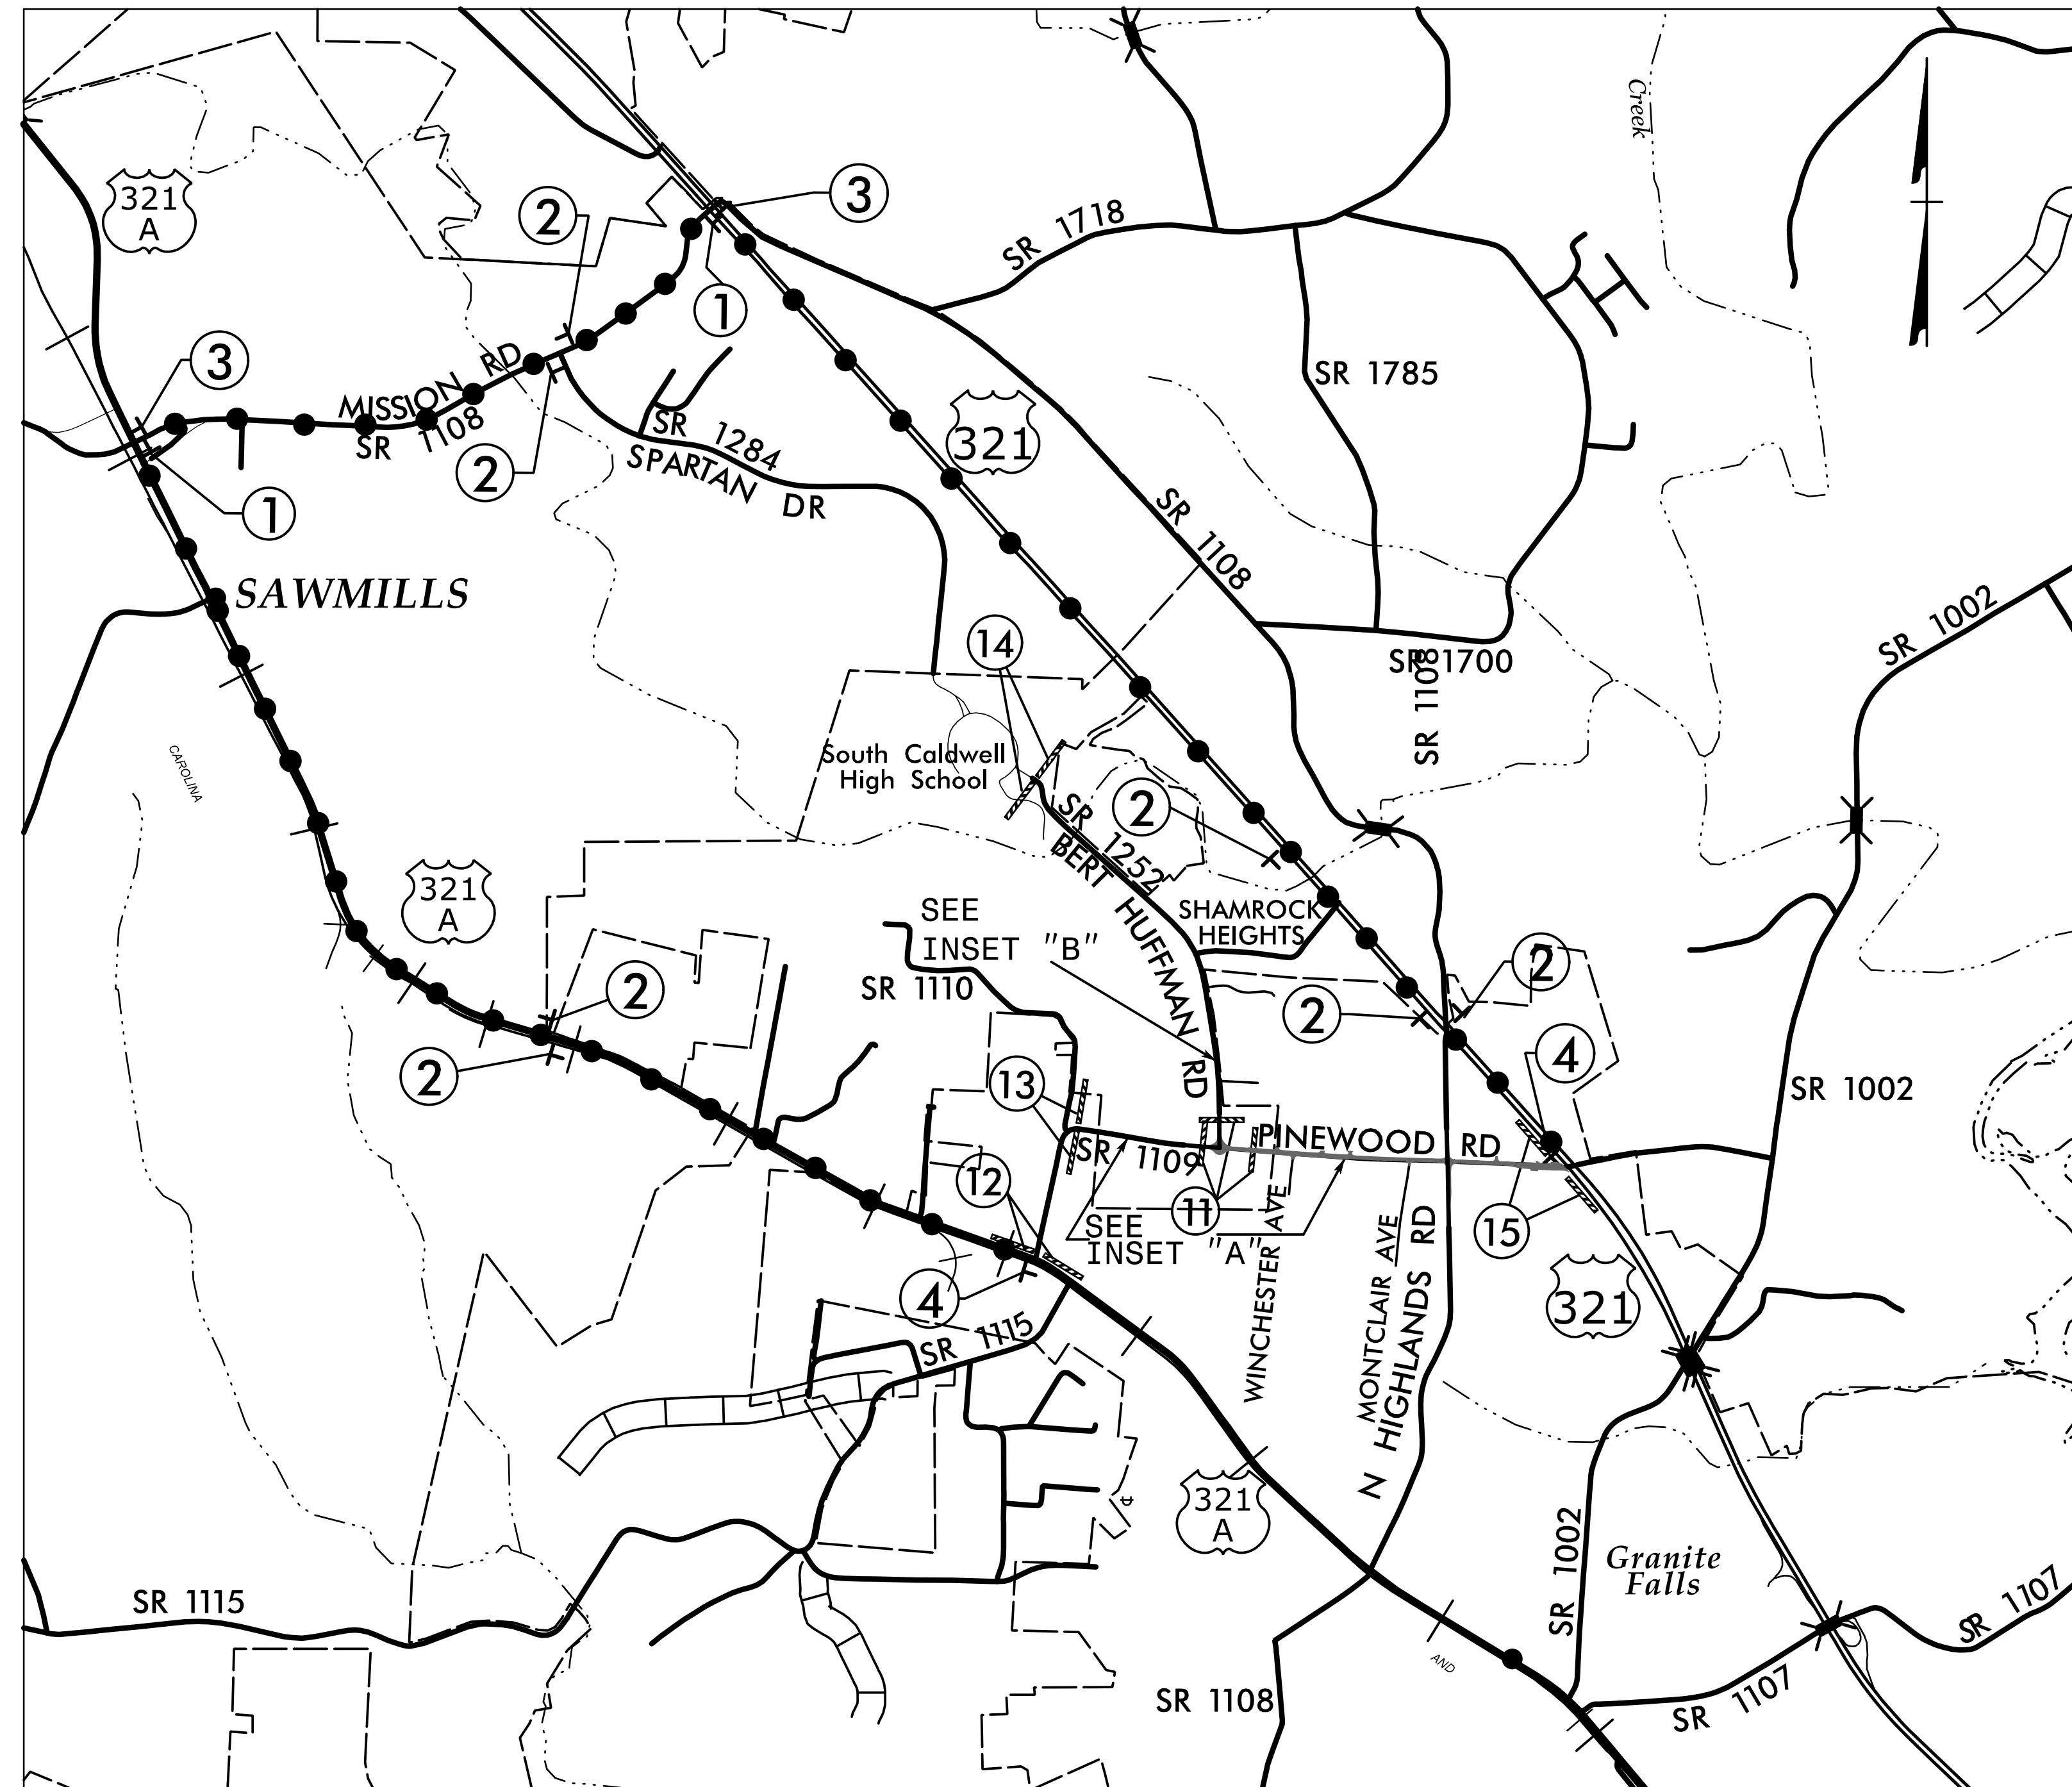 Creek
321
A
3
2
SR 1718
1
3
SR 1785
MISSION RD
SR 1108
321
SR 1284
SPARTAN DR
2
1
SR 1108
SAWMILLS
SR 1002
14
SR 1700
SR 1108
CAROLINA
South Caldwell
High School
2
SR 1252
BERT HUFFMAN RD
321
A
SEE
INSET "B"
SHAMROCK
HEIGHTS
2
2
SR 1110
2
4
2
13
SR 1002
PINEWOOD RD
SR 1109
12
11
15
SEE
INSET "A"
WINCHESTER AVE
MONTCLAIR AVE
N HIGHLANDS RD
4
321
SR 1115
321
A
SR 1002
Granite
Falls
SR 1115
SR 1107
AND
SR 1108
SR 1107